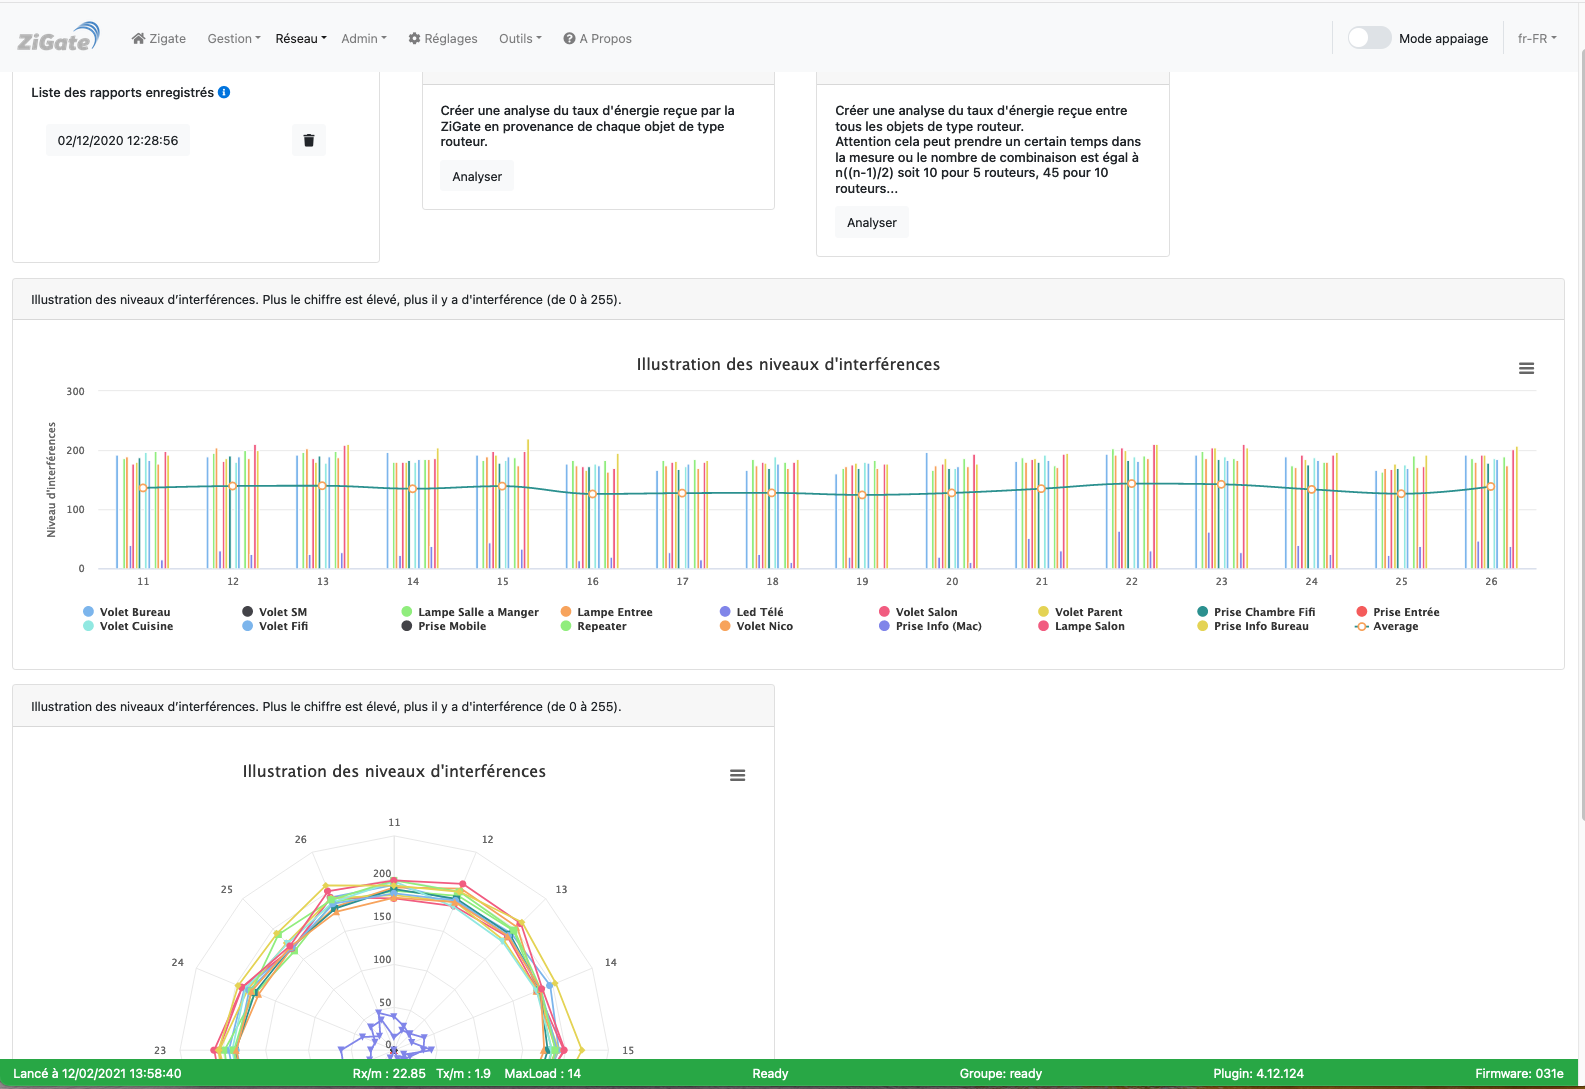 ZiGate
Zigate
Gestion
Réseau
Admin
Réglages
Outils
A Propos
Mode appaiage
fr-FR
Liste des rapports enregistrés
02/12/2020 12:28:56
Créer une analyse du taux d'énergie reçue par la
ZiGate en provenance de chaque objet de type
routeur.
Analyser
Créer une analyse du taux d'énergie reçue entre
tous les objets de type routeur.
Attention cela peut prendre un certain temps dans
la mesure ou le nombre de combinaison est égal à
n((n-1)/2) soit 10 pour 5 routeurs, 45 pour 10
routeurs...
Analyser
Illustration des niveaux d’interférences. Plus le chiffre est élevé, plus il y a d'interférence (de 0 à 255).
Illustration des niveaux d'interférences
Niveau d'interférences
300
200
100
0
11 12 13 14 15 16 17 18 19 20 21 22 23 24 25 26
Volet Bureau Volet SM Lampe Salle a Manger Lampe Entree Led Télé Volet Salon Volet Parent Prise Chambre Fifi Prise Entrée
Volet Cuisine Volet Fifi Prise Mobile Repeater Volet Nico Prise Info (Mac) Lampe Salon Prise Info Bureau Average
Illustration des niveaux d’interférences. Plus le chiffre est élevé, plus il y a d'interférence (de 0 à 255).
Illustration des niveaux d'interférences
11
26 12
200
25 13
150
100
24 14
50
0
23 15
Lancé à 12/02/2021 13:58:40 Rx/m : 22.85 Tx/m : 1.9 MaxLoad : 14 Ready Groupe: ready Plugin: 4.12.124 Firmware: 031e